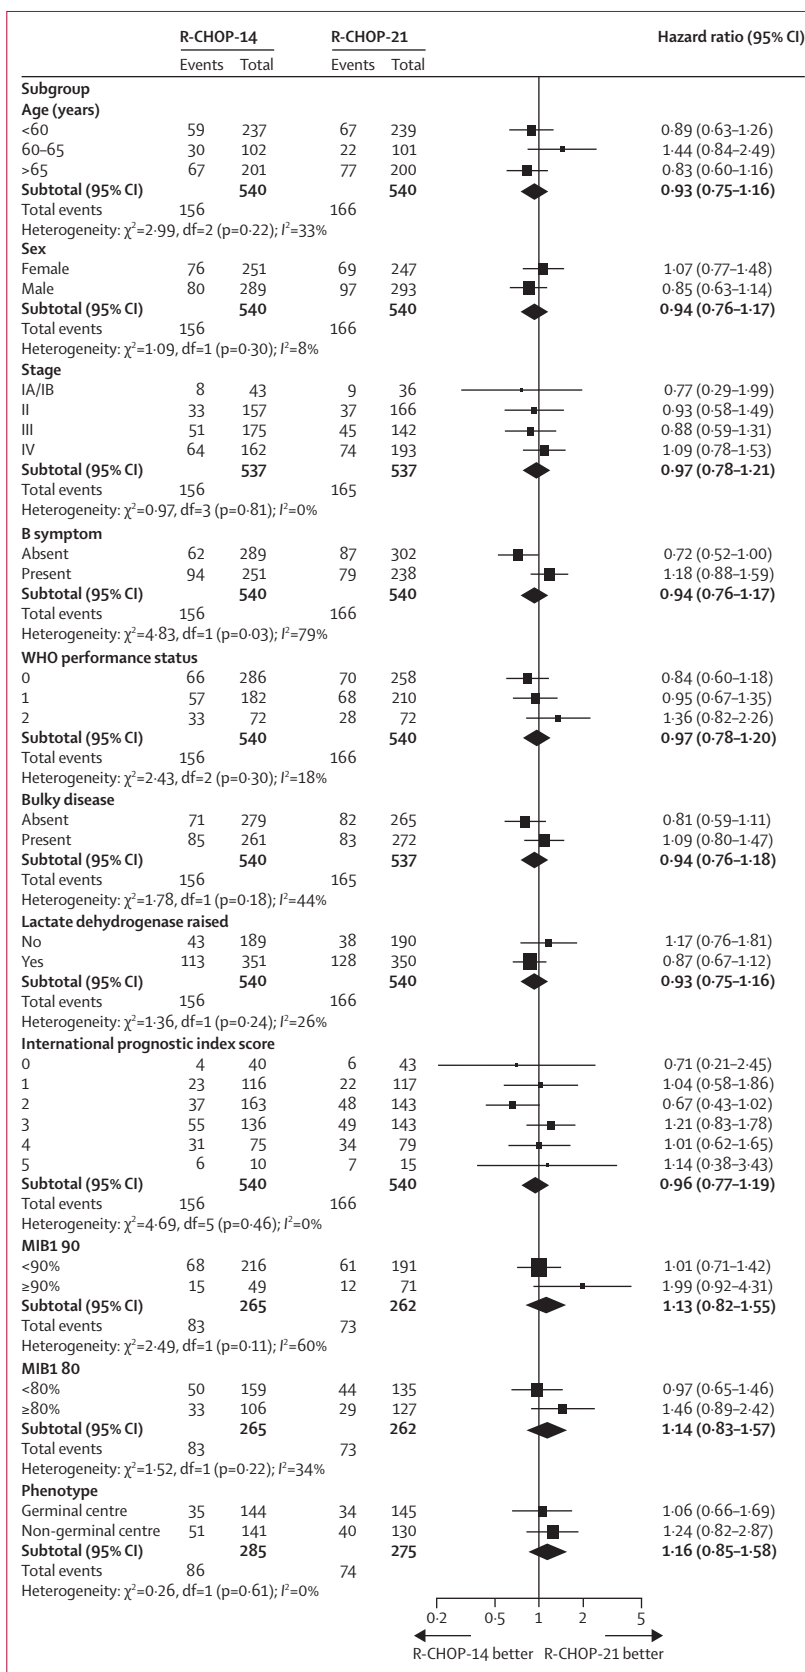 R-CHOP-14 R-CHOP-21 Hazard ratio (95% CI)
Events Total Events Total
Subgroup
Age (years)
<60 59 237 67 239 0·89 (0·63–1·26)
60–65 30 102 22 101 1·44 (0·84–2·49)
>65 67 201 77 200 0·83 (0·60–1·16)
Subtotal (95% CI) 540 540 0·93 (0·75–1·16)
Total events 156 166
Heterogeneity: χ²=2·99, df=2 (p=0·22); I²=33%
Sex
Female 76 251 69 247 1·07 (0·77–1·48)
Male 80 289 97 293 0·85 (0·63–1·14)
Subtotal (95% CI) 540 540 0·94 (0·76–1·17)
Total events 156 166
Heterogeneity: χ²=1·09, df=1 (p=0·30); I²=8%
Stage
IA/IB 8 43 9 36 0·77 (0·29–1·99)
II 33 157 37 166 0·93 (0·58–1·49)
III 51 175 45 142 0·88 (0·59–1·31)
IV 64 162 74 193 1·09 (0·78–1·53)
Subtotal (95% CI) 537 537 0·97 (0·78–1·21)
Total events 156 165
Heterogeneity: χ²=0·97, df=3 (p=0·81); I²=0%
B symptom
Absent 62 289 87 302 0·72 (0·52–1·00)
Present 94 251 79 238 1·18 (0·88–1·59)
Subtotal (95% CI) 540 540 0·94 (0·76–1·17)
Total events 156 166
Heterogeneity: χ²=4·83, df=1 (p=0·03); I²=79%
WHO performance status
0 66 286 70 258 0·84 (0·60–1·18)
1 57 182 68 210 0·95 (0·67–1·35)
2 33 72 28 72 1·36 (0·82–2·26)
Subtotal (95% CI) 540 540 0·97 (0·78–1·20)
Total events 156 166
Heterogeneity: χ²=2·43, df=2 (p=0·30); I²=18%
Bulky disease
Absent 71 279 82 265 0·81 (0·59–1·11)
Present 85 261 83 272 1·09 (0·80–1·47)
Subtotal (95% CI) 540 537 0·94 (0·76–1·18)
Total events 156 165
Heterogeneity: χ²=1·78, df=1 (p=0·18); I²=44%
Lactate dehydrogenase raised
No 43 189 38 190 1·17 (0·76–1·81)
Yes 113 351 128 350 0·87 (0·67–1·12)
Subtotal (95% CI) 540 540 0·93 (0·75–1·16)
Total events 156 166
Heterogeneity: χ²=1·36, df=1 (p=0·24); I²=26%
International prognostic index score
0 4 40 6 43 0·71 (0·21–2·45)
1 23 116 22 117 1·04 (0·58–1·86)
2 37 163 48 143 0·67 (0·43–1·02)
3 55 136 49 143 1·21 (0·83–1·78)
4 31 75 34 79 1·01 (0·62–1·65)
5 6 10 7 15 1·14 (0·38–3·43)
Subtotal (95% CI) 540 540 0·96 (0·77–1·19)
Total events 156 166
Heterogeneity: χ²=4·69, df=5 (p=0·46); I²=0%
MIB1 90
<90% 68 216 61 191 1·01 (0·71–1·42)
≥90% 15 49 12 71 1·99 (0·92–4·31)
Subtotal (95% CI) 265 262 1·13 (0·82–1·55)
Total events 83 73
Heterogeneity: χ²=2·49, df=1 (p=0·11); I²=60%
MIB1 80
<80% 50 159 44 135 0·97 (0·65–1·46)
≥80% 33 106 29 127 1·46 (0·89–2·42)
Subtotal (95% CI) 265 262 1·14 (0·83–1·57)
Total events 83 73
Heterogeneity: χ²=1·52, df=1 (p=0·22); I²=34%
Phenotype
Germinal centre 35 144 34 145 1·06 (0·66–1·69)
Non-germinal centre 51 141 40 130 1·24 (0·82–2·87)
Subtotal (95% CI) 285 275 1·16 (0·85–1·58)
Total events 86 74
Heterogeneity: χ²=0·26, df=1 (p=0·61); I²=0%
0·2 0·5 1 2 5
R-CHOP-14 better R-CHOP-21 better